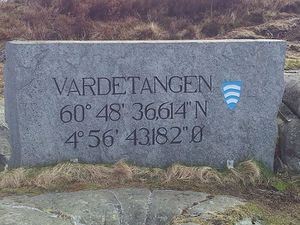 VARDETANGEN
60° 48' 36,614" N
4° 56' 43,182" Ø